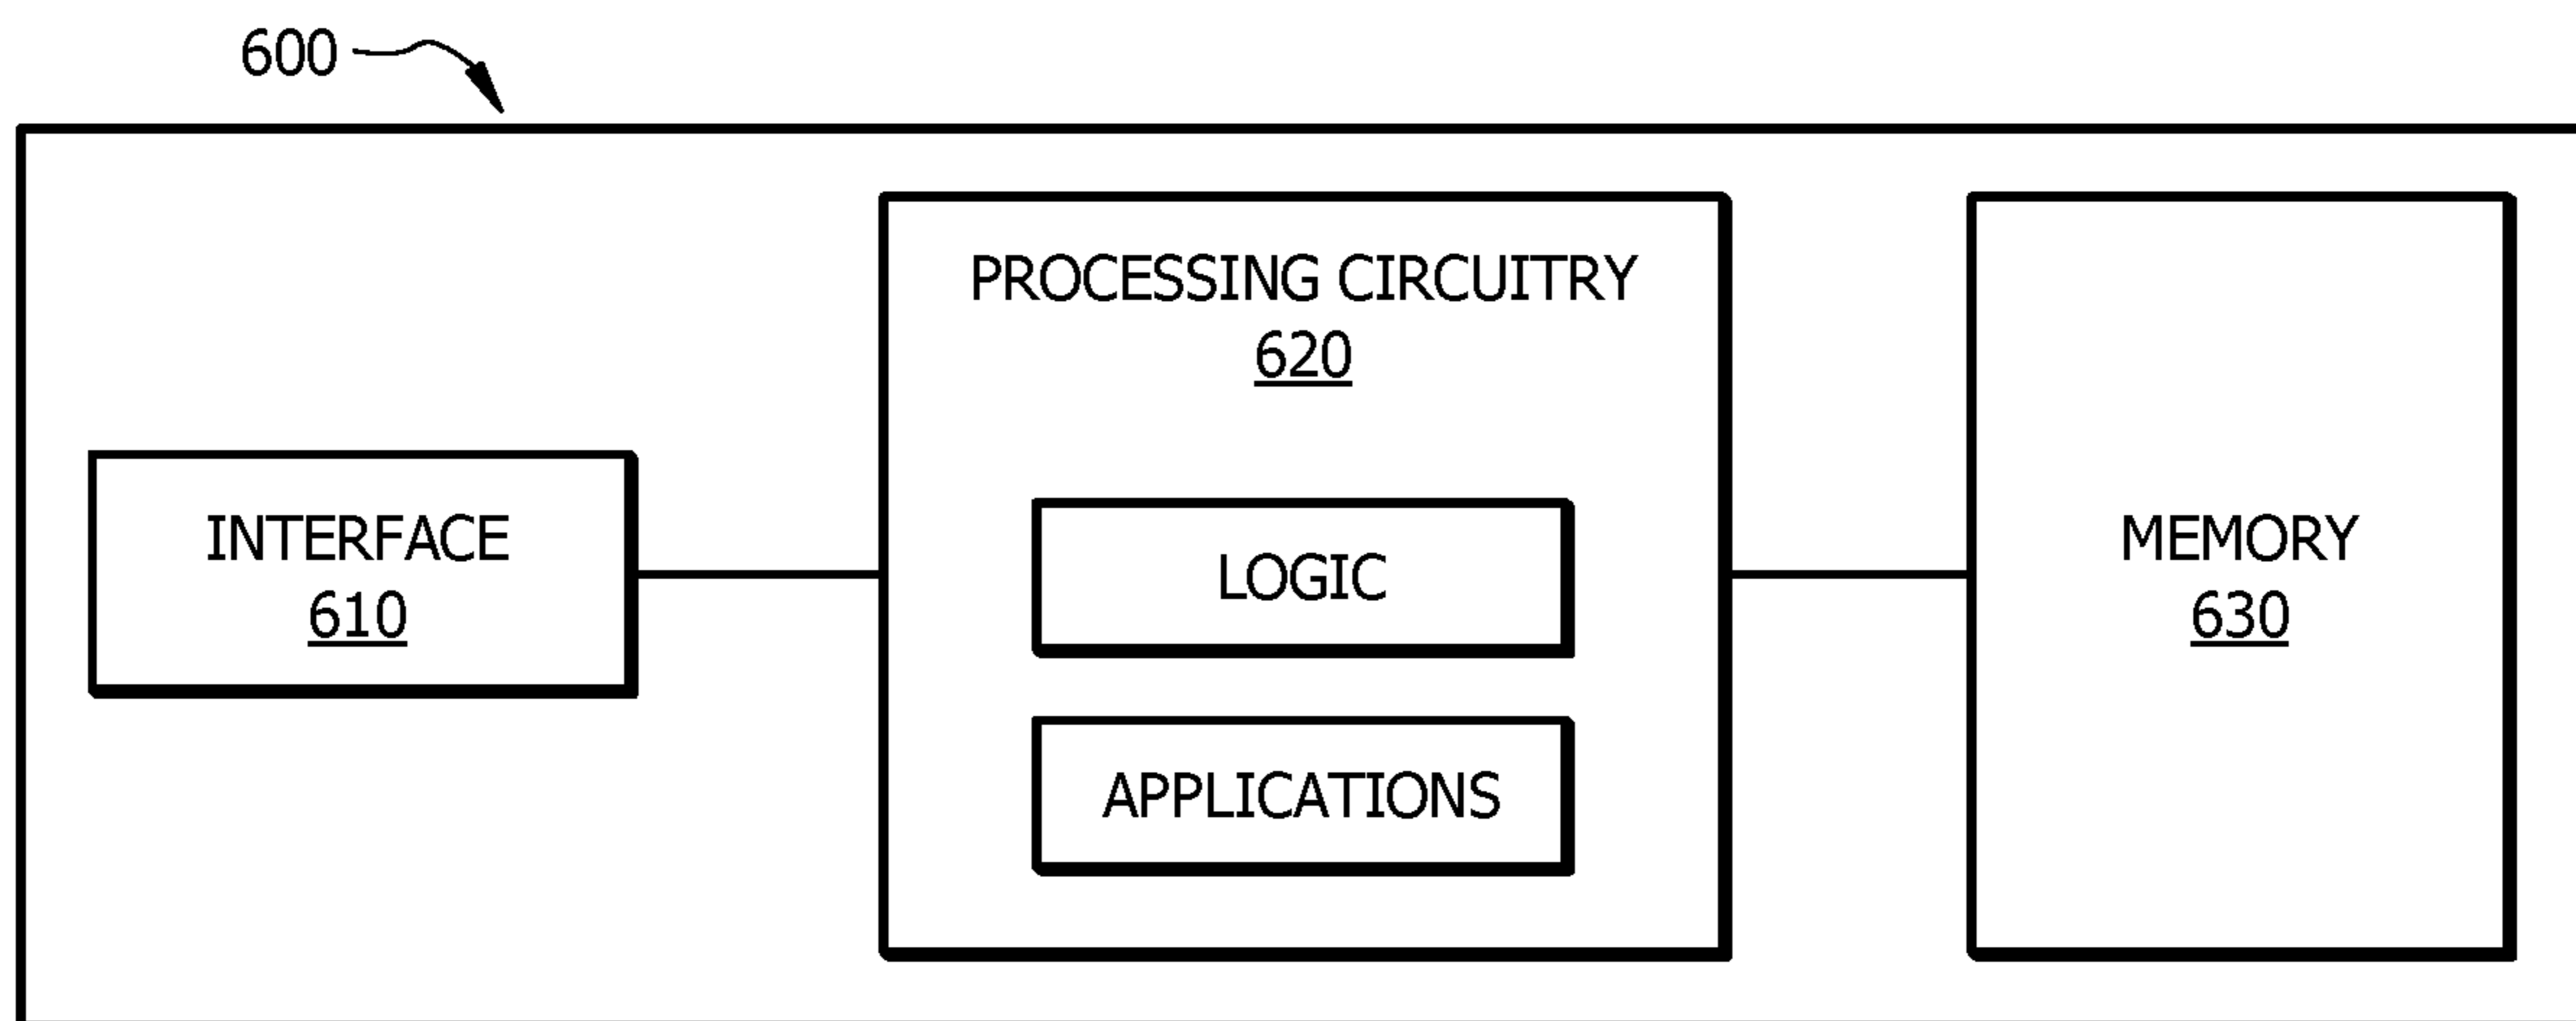 600
PROCESSING CIRCUITRY
620
INTERFACE
610
LOGIC
APPLICATIONS
MEMORY
630